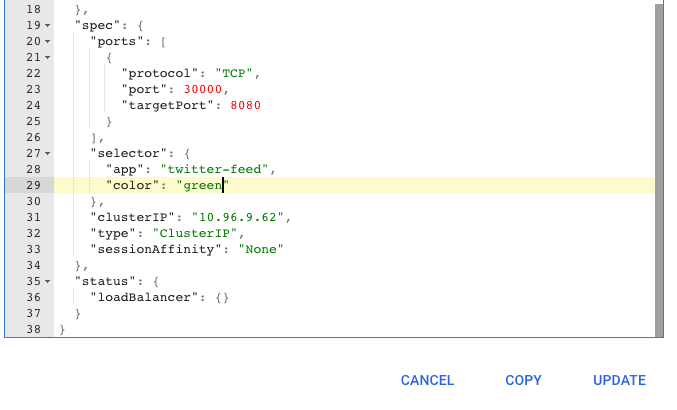 18 },
19 "spec": {
20 "ports": [
21 {
22 "protocol": "TCP",
23 "port": 30000,
24 "targetPort": 8080
25 }
26 ],
27 "selector": {
28 "app": "twitter-feed",
29 "color": "green"
30 },
31 "clusterIP": "10.96.9.62",
32 "type": "ClusterIP",
33 "sessionAffinity": "None"
34 },
35 "status": {
36 "loadBalancer": {}
37 }
38 }
CANCEL COPY UPDATE